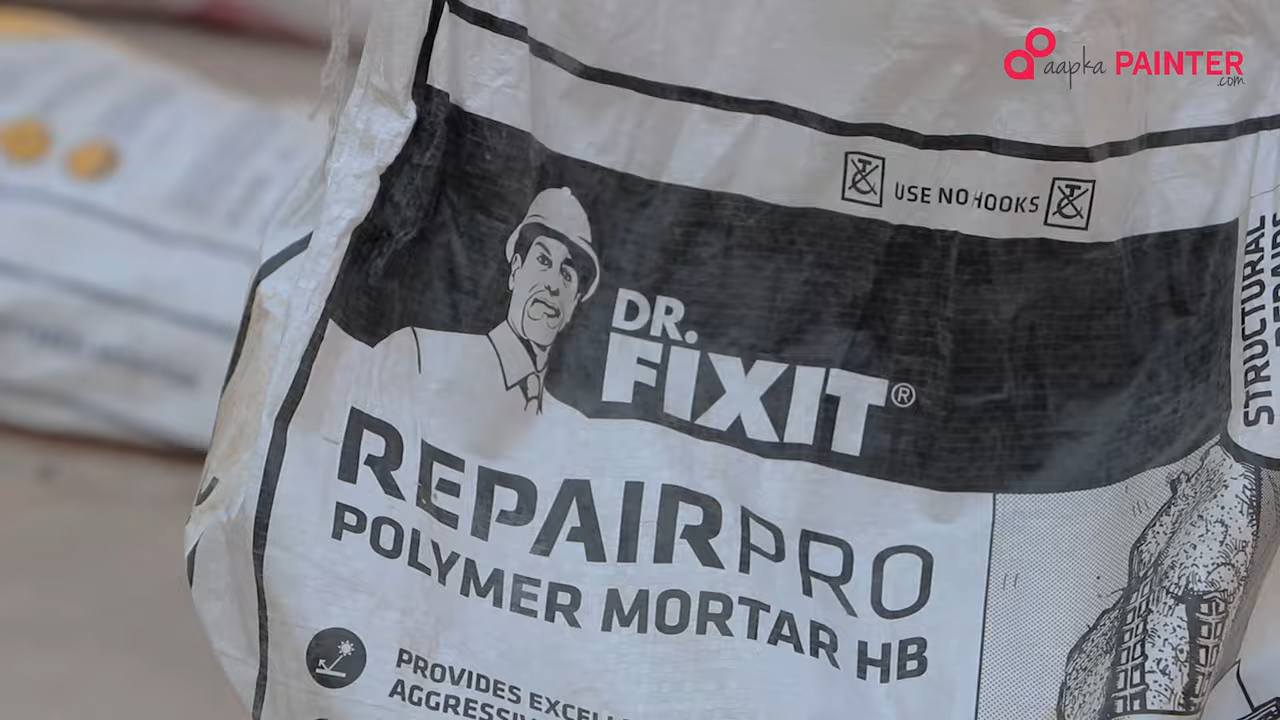 aapka PAINTER
.com
USE NO HOOKS
STRUCTURAL
DR.
FIXIT®
REPAIRPRO
POLYMER MORTAR HB
PROVIDES